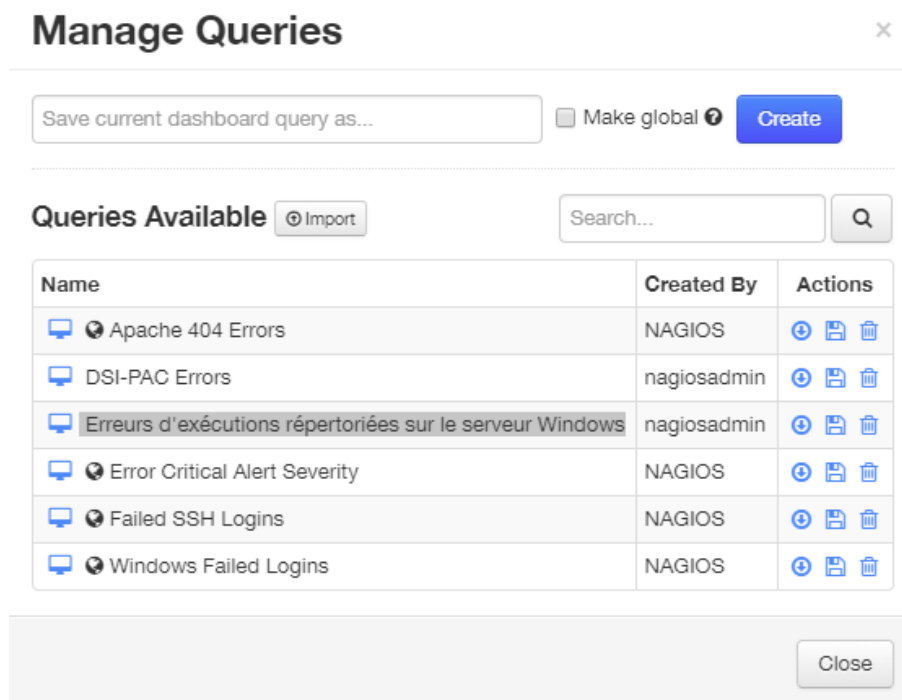 Manage Queries ×
Save current dashboard query as... Make global Create
Queries Available Import Search...
Name Created By Actions
Apache 404 Errors NAGIOS
DSI-PAC Errors nagiosadmin
Erreurs d'exécutions répertoriées sur le serveur Windows nagiosadmin
Error Critical Alert Severity NAGIOS
Failed SSH Logins NAGIOS
Windows Failed Logins NAGIOS
Close